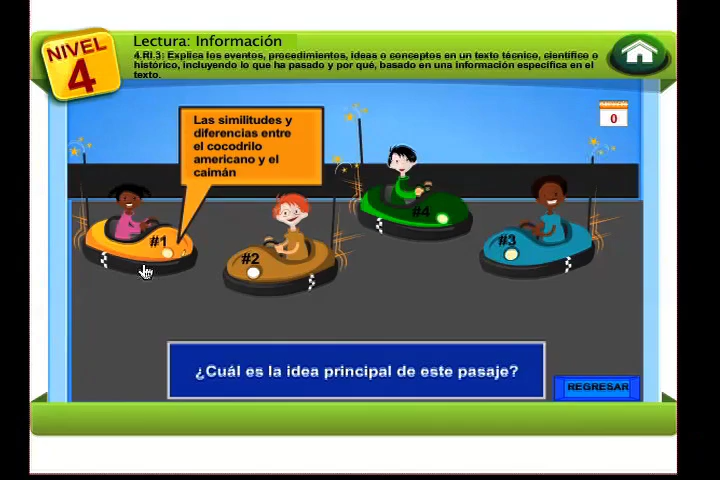 NIVEL
4
Lectura: Información
4.RI.3: Explica los eventos, procedimientos, ideas o conceptos en un texto técnico, científico o
histórico, incluyendo lo que ha pasado y por qué, basado en una información específica en el
texto.
0
Las similitudes y
diferencias entre
el cocodrilo
americano y el
caimán
#1
#2
#4
#3
¿Cuál es la idea principal de este pasaje?
REGRESAR